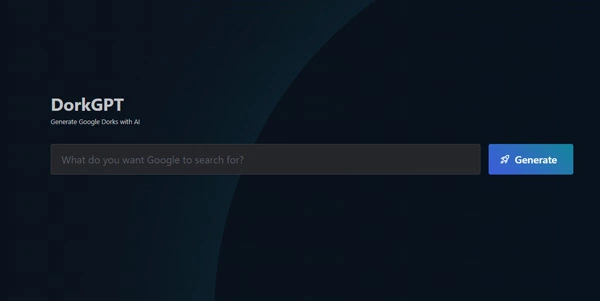 DorkGPT
Generate Google Dorks with AI
What do you want Google to search for?
Generate